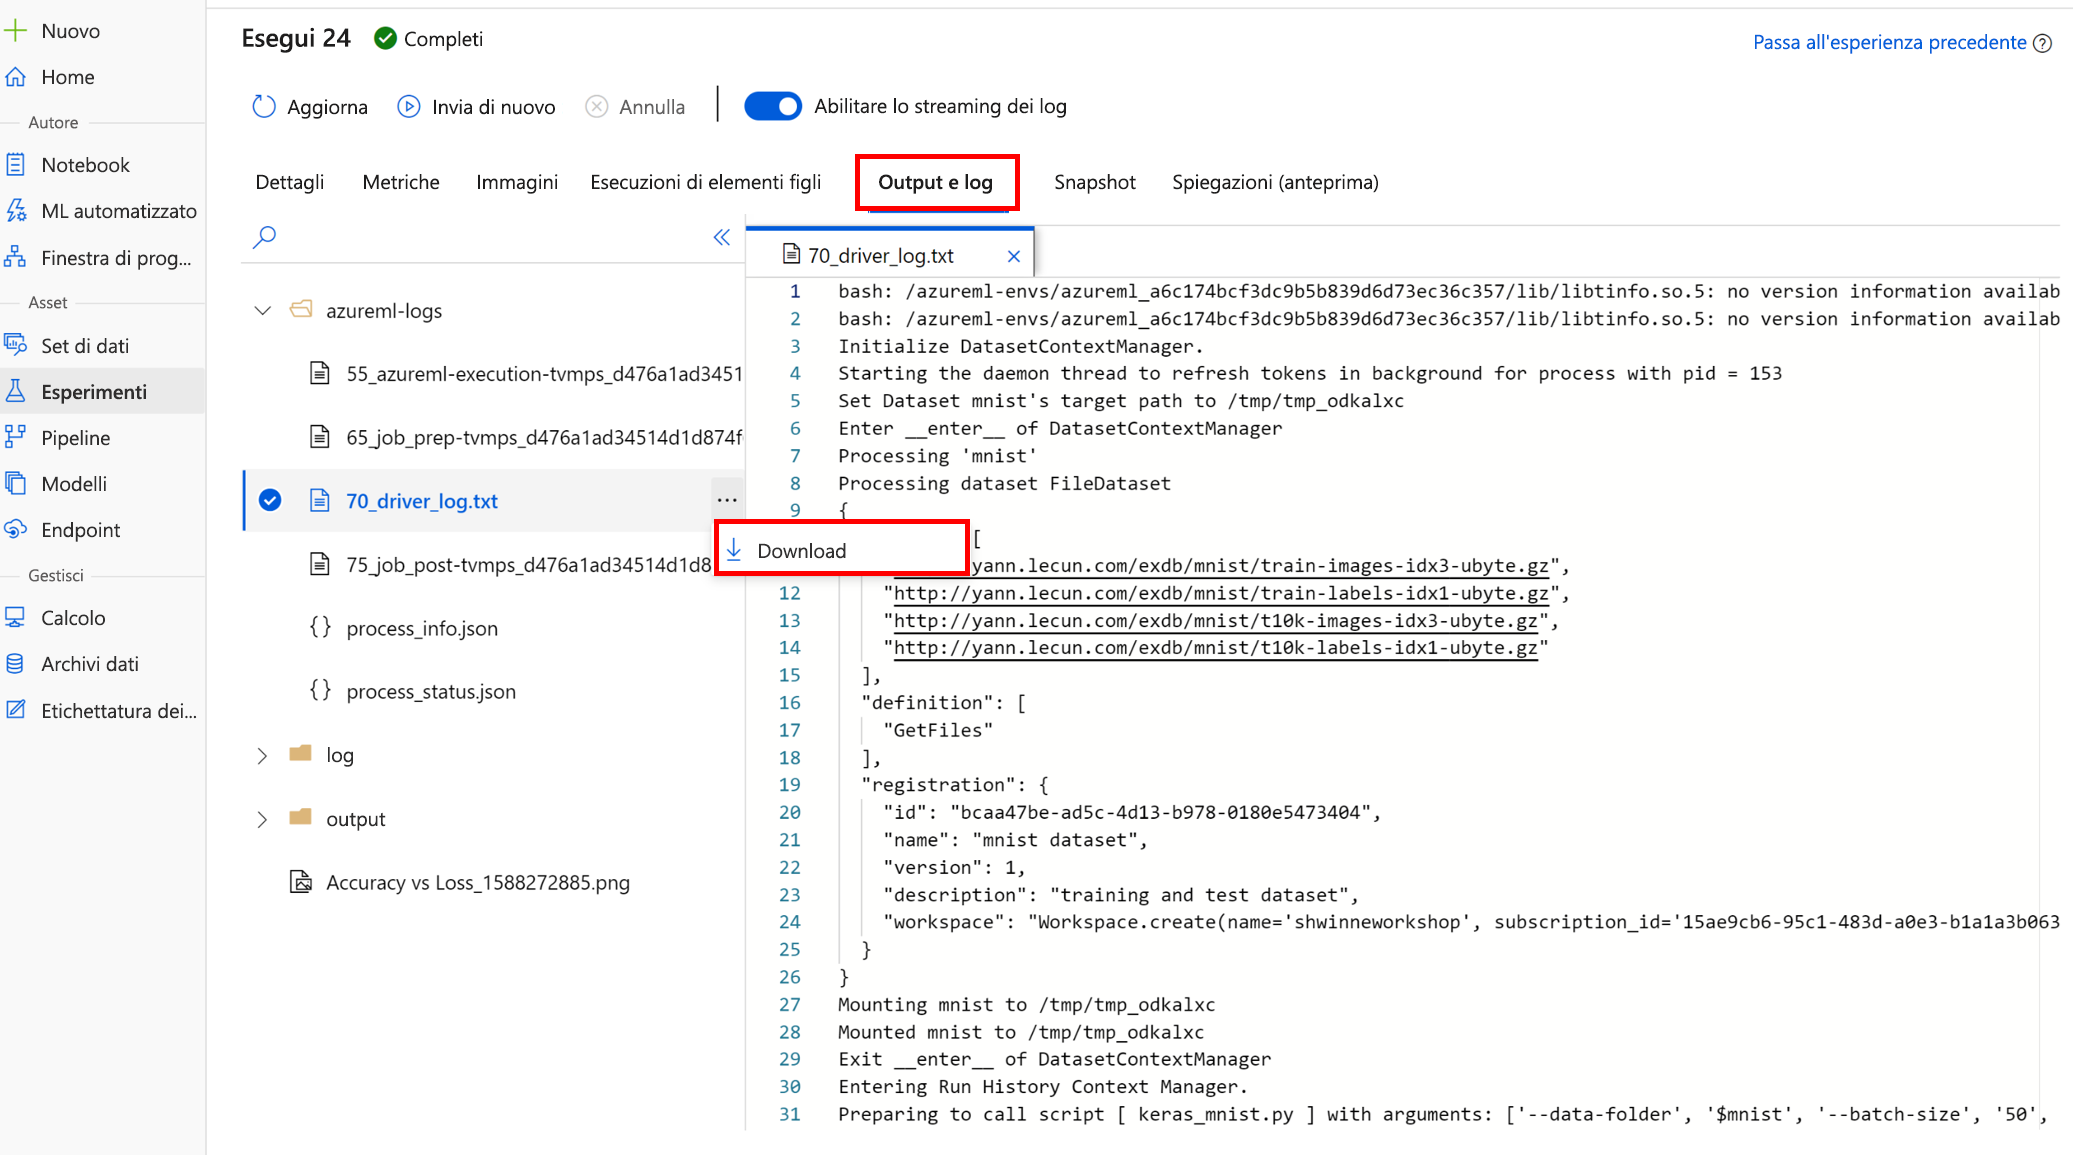 Nuovo
Home
Autore
Notebook
ML automatizzato
Finestra di prog...
Asset
Set di dati
Esperimenti
Pipeline
Modelli
Endpoint
Gestisci
Calcolo
Archivi dati
Etichettatura dei...
Esegui 24 Completi
Passa all'esperienza precedente ?
Aggiorna Invia di nuovo Annulla Abilitare lo streaming dei log
Dettagli Metriche Immagini Esecuzioni di elementi figli Output e log Snapshot Spiegazioni (anteprima)
azureml-logs
55_azureml-execution-tvmps_d476a1ad3451
65_job_prep-tvmps_d476a1ad34514d1d874f
70_driver_log.txt ...
Download
75_job_post-tvmps_d476a1ad34514d1d8
{} process_info.json
{} process_status.json
log
output
Accuracy vs Loss_1588272885.png
70_driver_log.txt
1 bash: /azureml-envs/azureml_a6c174bcf3dc9b5b839d6d73ec36c357/lib/libtinfo.so.5: no version information availab
2 bash: /azureml-envs/azureml_a6c174bcf3dc9b5b839d6d73ec36c357/lib/libtinfo.so.5: no version information availab
3 Initialize DatasetContextManager.
4 Starting the daemon thread to refresh tokens in background for process with pid = 153
5 Set Dataset mnist's target path to /tmp/tmp_odkalxc
6 Enter __enter__ of DatasetContextManager
7 Processing 'mnist'
8 Processing dataset FileDataset
9 {
[
yann.lecun.com/exdb/mnist/train-images-idx3-ubyte.gz",
12 "http://yann.lecun.com/exdb/mnist/train-labels-idx1-ubyte.gz",
13 "http://yann.lecun.com/exdb/mnist/t10k-images-idx3-ubyte.gz",
14 "http://yann.lecun.com/exdb/mnist/t10k-labels-idx1-ubyte.gz"
15 ],
16 "definition": [
17 "GetFiles"
18 ],
19 "registration": {
20 "id": "bcaa47be-ad5c-4d13-b978-0180e5473404",
21 "name": "mnist dataset",
22 "version": 1,
23 "description": "training and test dataset",
24 "workspace": "Workspace.create(name='shwinneworkshop', subscription_id='15ae9cb6-95c1-483d-a0e3-b1a1a3b063
25 }
26 }
27 Mounting mnist to /tmp/tmp_odkalxc
28 Mounted mnist to /tmp/tmp_odkalxc
29 Exit __enter__ of DatasetContextManager
30 Entering Run History Context Manager.
31 Preparing to call script [ keras_mnist.py ] with arguments: ['--data-folder', '$mnist', '--batch-size', '50',